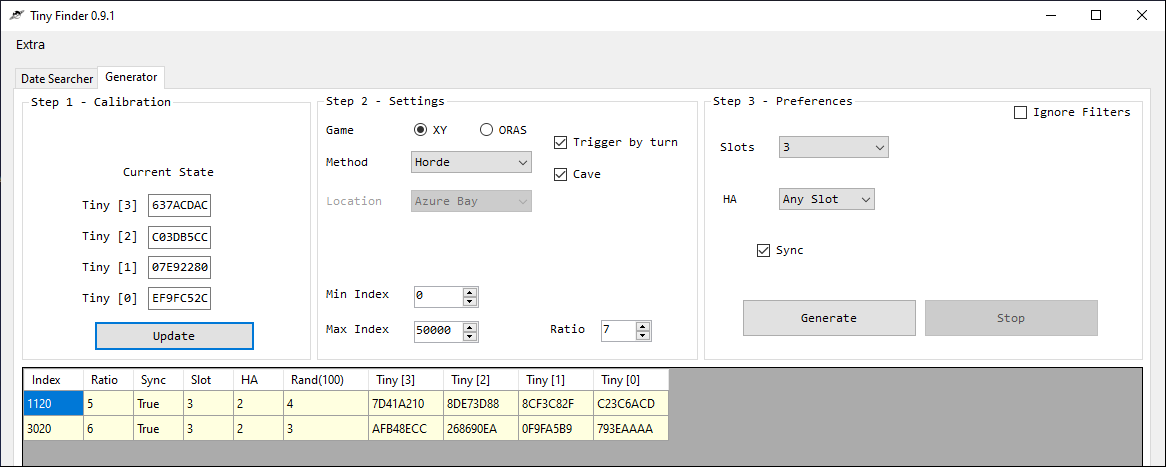 Tiny Finder 0.9.1
Extra
Date Searcher Generator
Step 1 - Calibration
Current State
Tiny [3] 637ACDAC
Tiny [2] C03DB5CC
Tiny [1] 07E92280
Tiny [0] EF9FC52C
Update
Step 2 - Settings
Game XY ORAS
Trigger by turn
Method Horde
Cave
Location Azure Bay
Min Index 0
Max Index 50000 Ratio 7
Step 3 - Preferences
Ignore Filters
Slots 3
HA Any Slot
Sync
Generate Stop
Index Ratio Sync Slot HA Rand(100) Tiny [3] Tiny [2] Tiny [1] Tiny [0]
1120 5 True 3 2 4 7D41A210 8DE73D88 8CF3C82F C23C6ACD
3020 6 True 3 2 3 AFB48ECC 268690EA 0F9FA5B9 793EAAAA